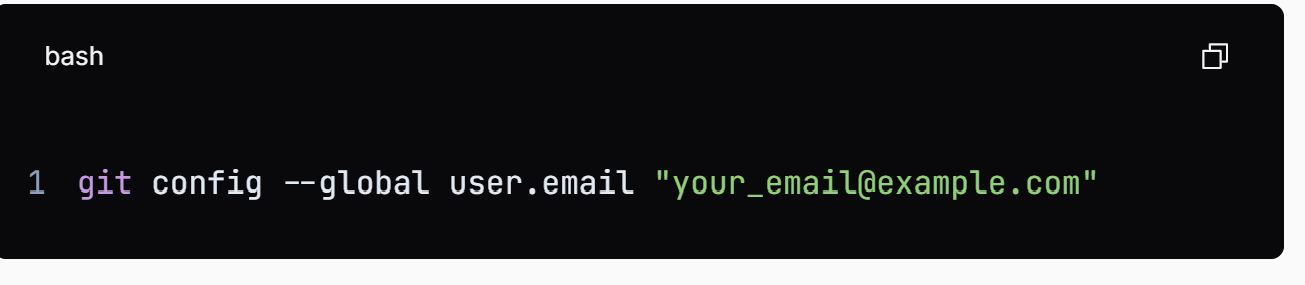 bash
1 git config --global user.email "your_email@example.com"